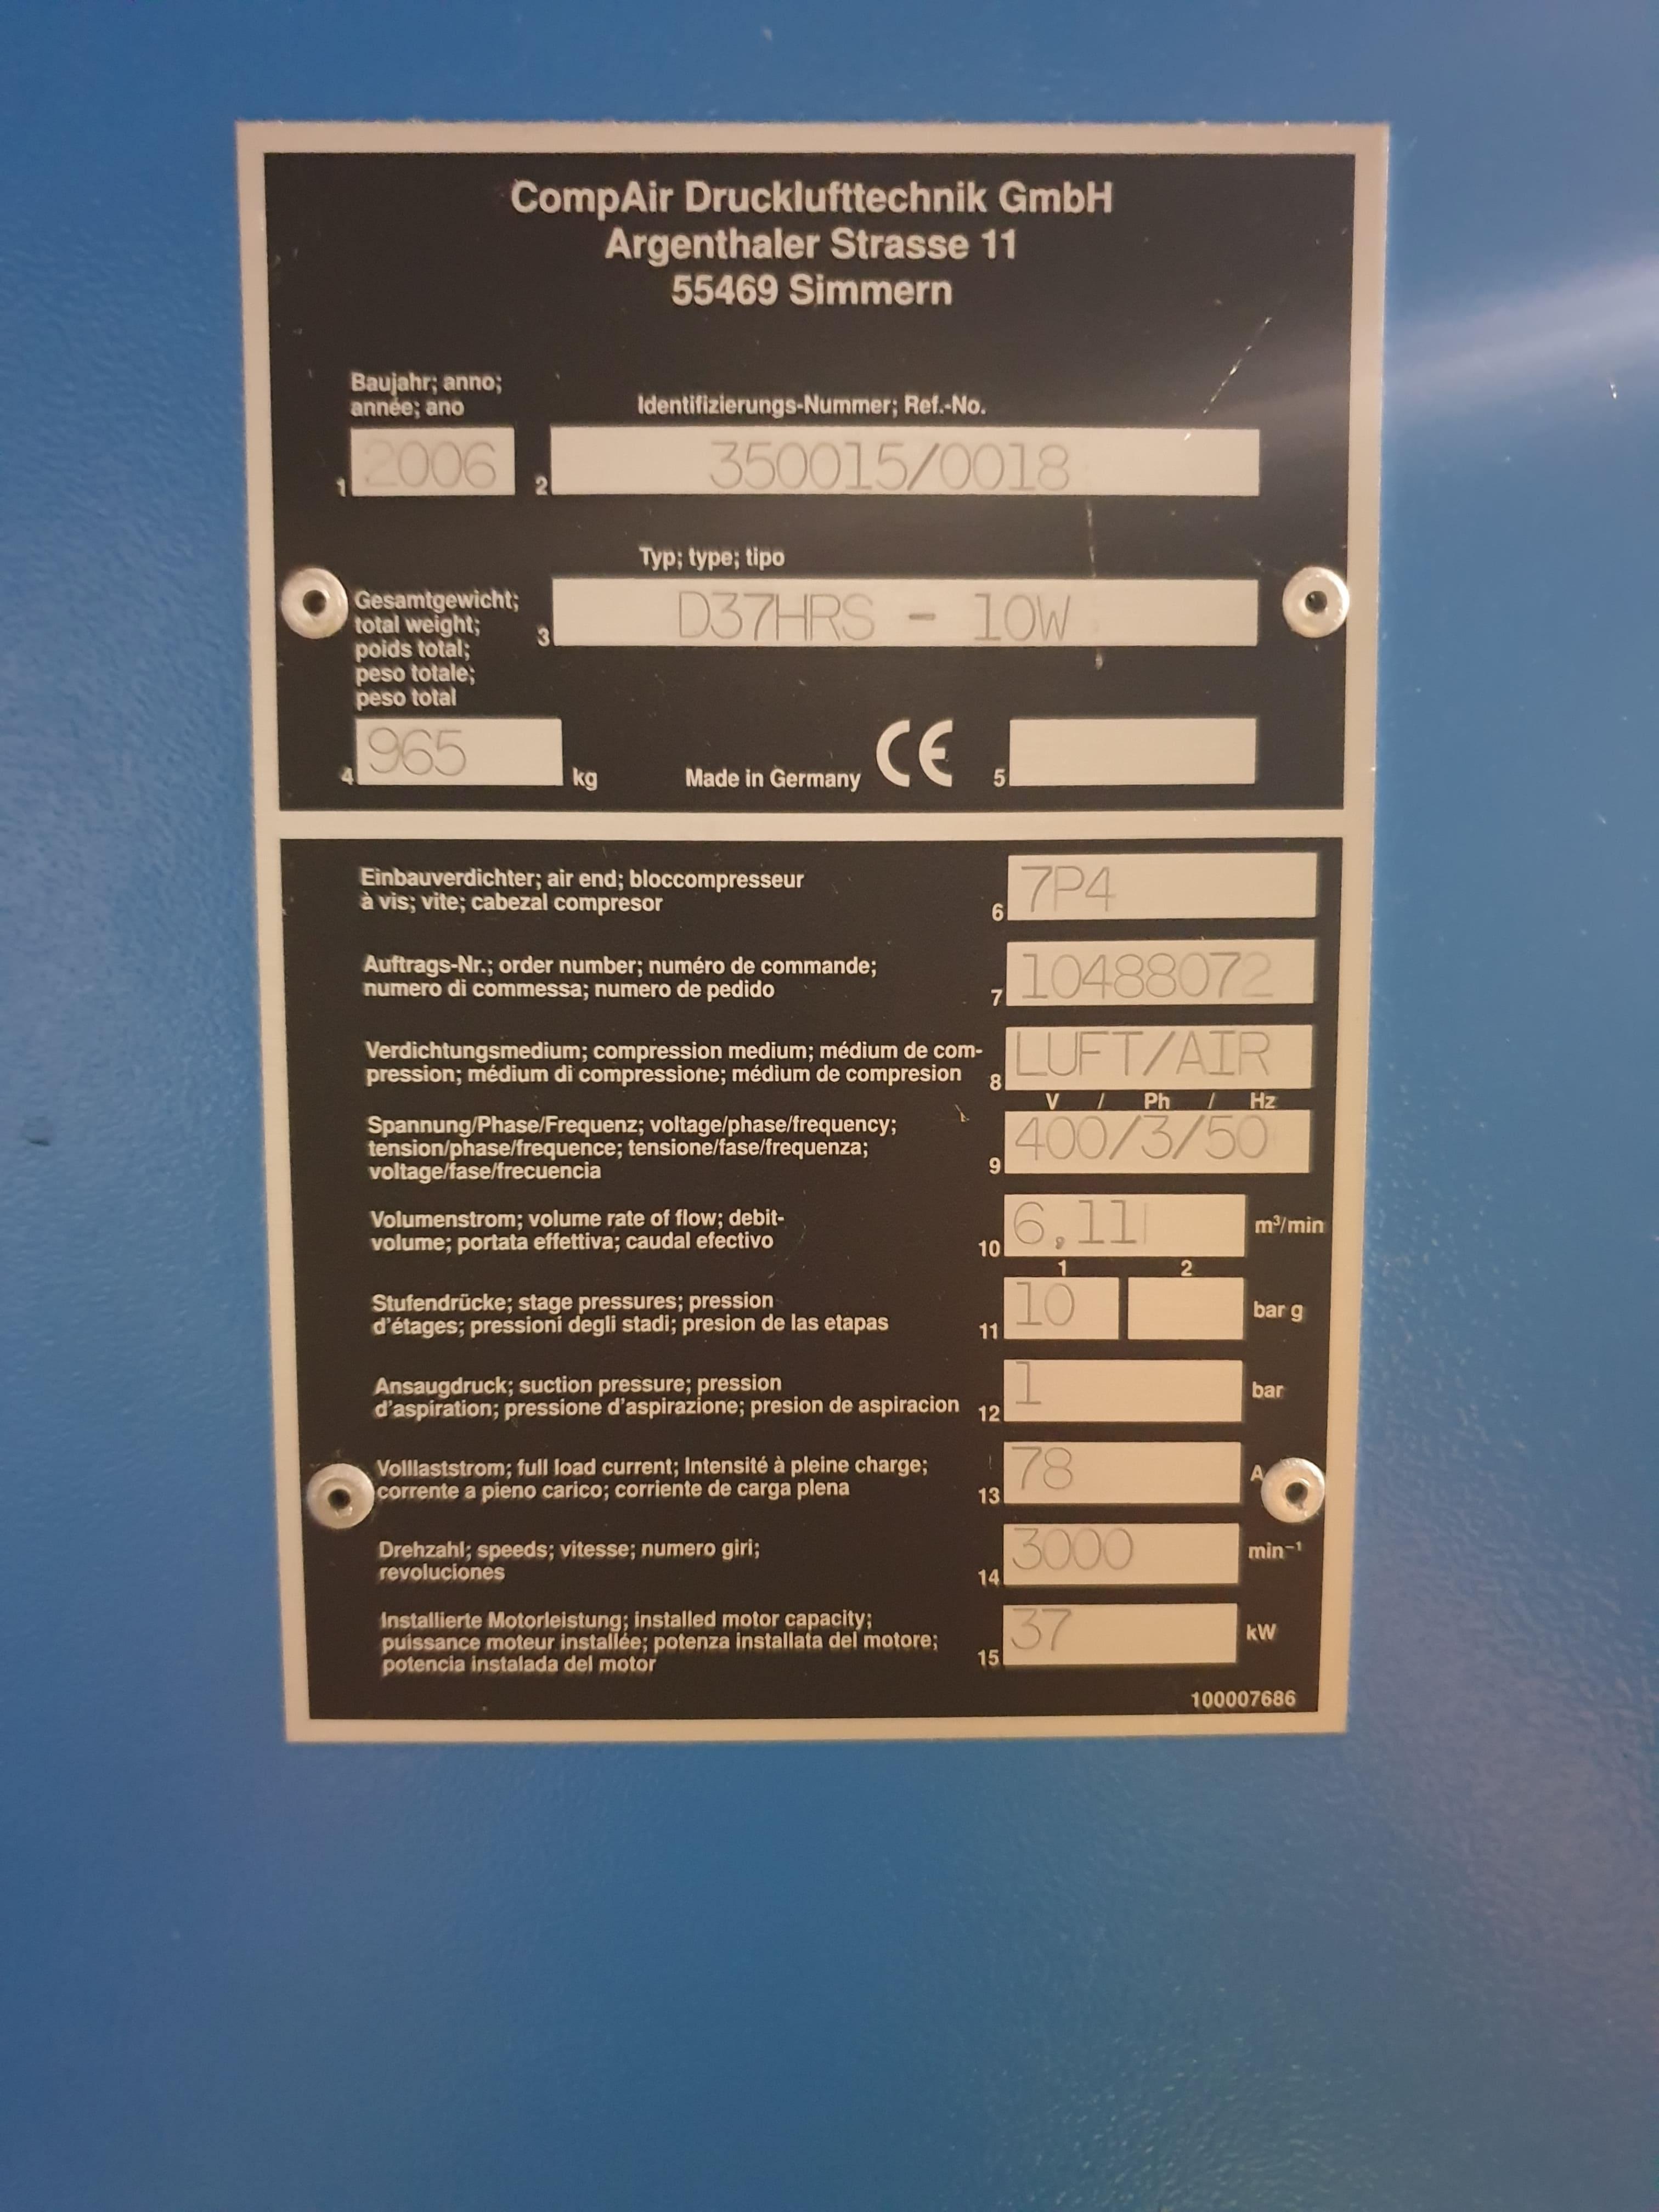 CompAir Drucklufttechnik GmbH
Argenthaler Strasse 11
55469 Simmern
Baujahr; anno;
année; ano
Identifizierungs-Nummer; Ref.-No.
1 2006
2 350015/0018
Typ; type; tipo
3 D37HRS - 10W
Gesamtgewicht;
total weight;
poids total;
peso totale;
peso total
4 965 kg
Made in Germany CE 5
Einbauverdichter; air end; bloccompresseur
à vis; vite; cabezal compresor
6 7P4
Auftrags-Nr.; order number; numéro de commande;
numero di commessa; numero de pedido
7 10488072
Verdichtungsmedium; compression medium; médium de com-
pression; médium di compressione; médium de compresion
8 LUFT/AIR
V / Ph / Hz
Spannung/Phase/Frequenz; voltage/phase/frequency;
tension/phase/frequence; tensione/fase/frequenza;
voltage/fase/frecuencia
9 400/3/50
Volumenstrom; volume rate of flow; debit-
volume; portata effettiva; caudal efectivo
10 6,11 m³/min
1 2
Stufendrücke; stage pressures; pression
d'étages; pressioni degli stadi; presion de las etapas
11 10 bar g
Ansaugdruck; suction pressure; pression
d'aspiration; pressione d'aspirazione; presion de aspiracion
12 1 bar
Volllaststrom; full load current; Intensité à pleine charge;
corrente a pieno carico; corriente de carga plena
13 78 A
Drehzahl; speeds; vitesse; numero giri;
revoluciones
14 3000 min⁻¹
Installierte Motorleistung; installed motor capacity;
puissance moteur installée; potenza installata del motore;
potencia instalada del motor
15 37 kW
100007686